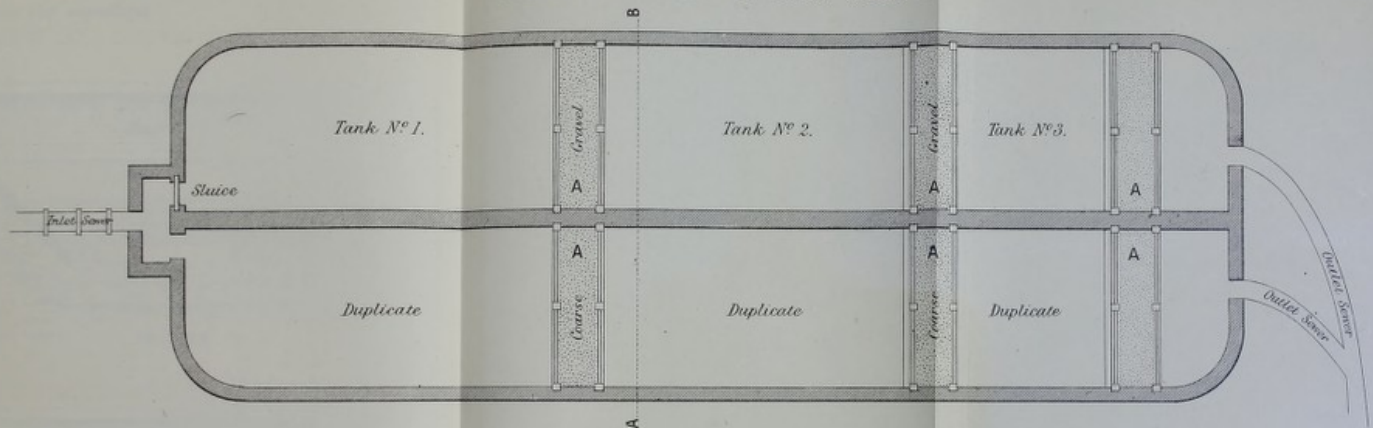 B
Tank Nº 1.
Gravel
Tank Nº 2.
Gravel
Tank Nº 3.
Sluice
A
A
A
Inlet Sewer
A
A
A
Duplicate
Coarse
Duplicate
Coarse
Duplicate
Outlet Sewer
Outlet Sewer
A